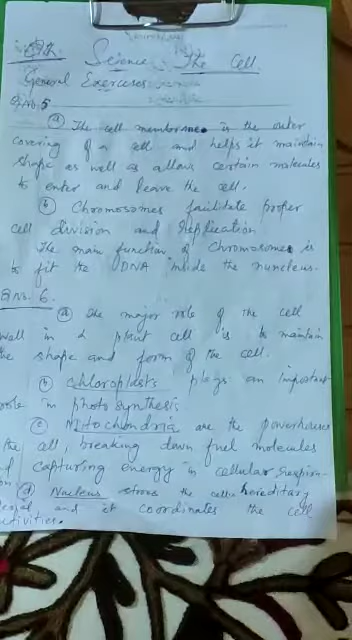 Science The Cell
General Exercises
Q No. 5
(a) The cell membrane is the outer
covering of a cell and helps it maintain
shape as well as allows certain molecules
to enter and leave the cell.
(b) Chromosomes facilitate proper
cell division and Replication
The main function of Chromosome is
to fit the DNA inside the nuncleus.
Q No. 6.
(a) The major role of the cell
wall in a plant cell is to maintain
the shape and form of the cell.
(b) chloroplasts plays an important
role in photosynthesis
(c) Mitochondria are the powerhouses
the cell, breaking down fuel molecules
capturing energy in cellular respira-
(d) Nucleus stores the cells hereditary
and it coordinates the cell
activities.